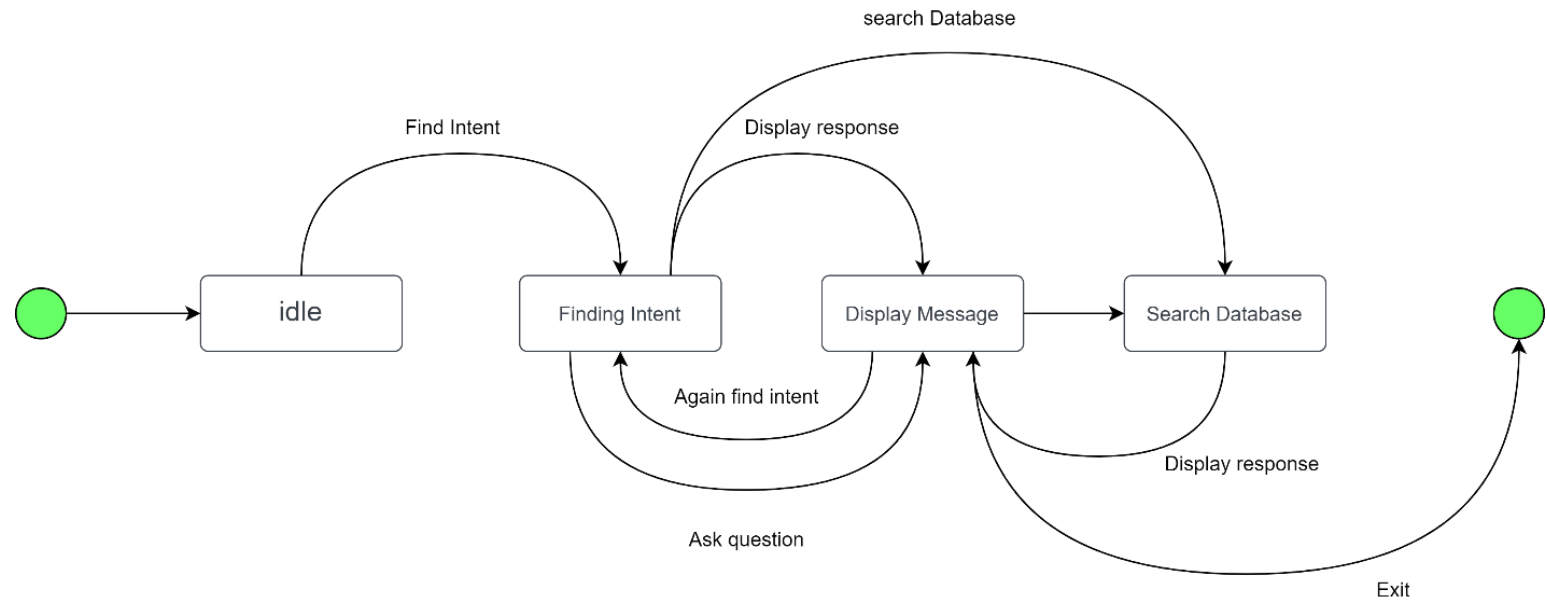 search Database
Find Intent
Display response
idle
Finding Intent
Display Message
Search Database
Again find intent
Display response
Ask question
Exit